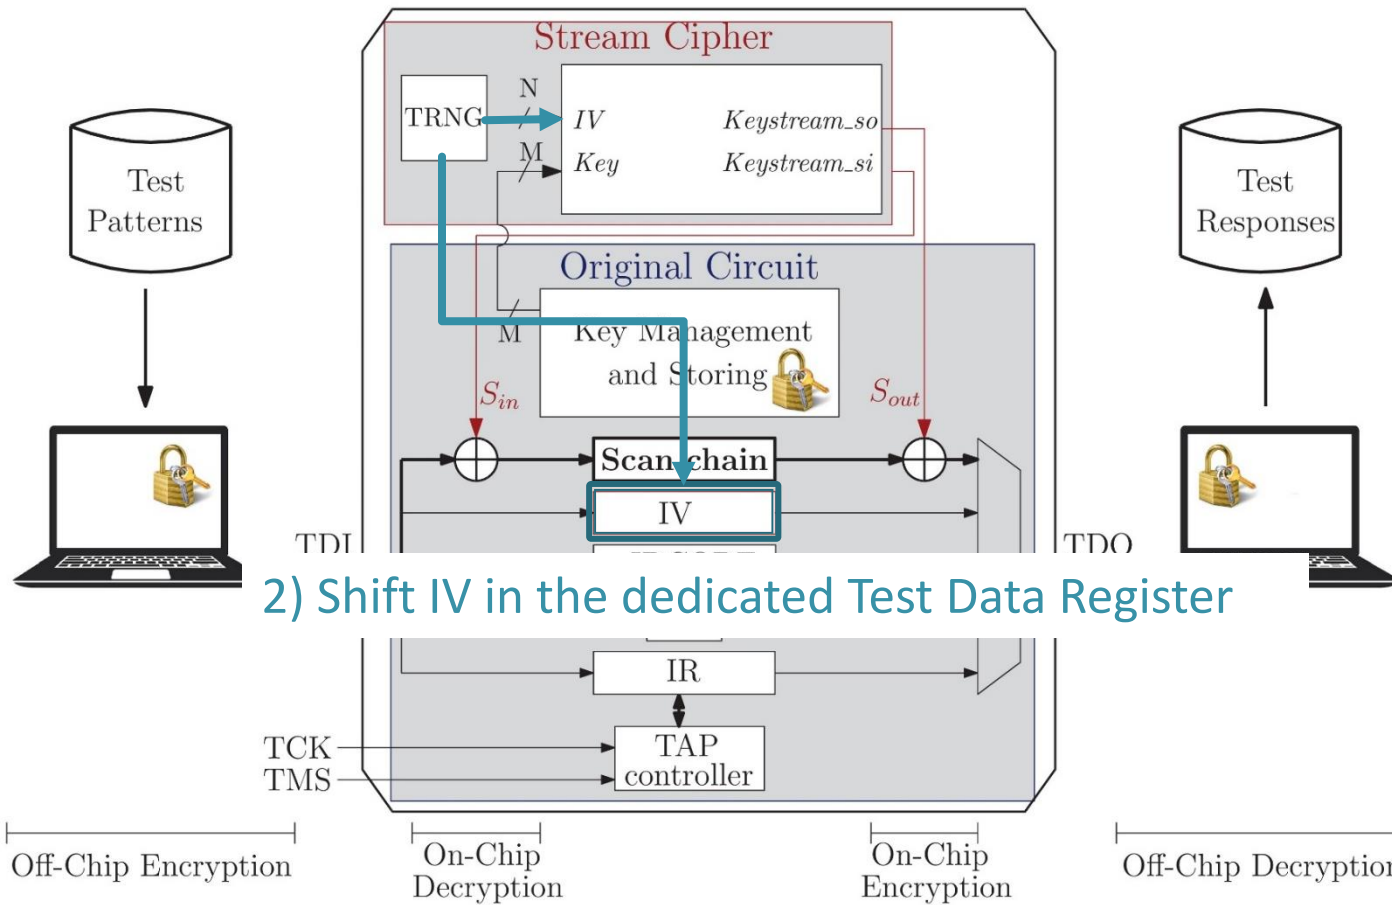 Stream Cipher
TRNG
N
IV
Keystream_so
M
Key
Keystream_si
Test
Patterns
Test
Responses
Original Circuit
M
Key Management
and Storing
S_in
S_out
Scan chain
IV
TDI
TDO
2) Shift IV in the dedicated Test Data Register
IR
TCK
TMS
TAP
controller
Off-Chip Encryption
On-Chip
Decryption
On-Chip
Encryption
Off-Chip Decryption